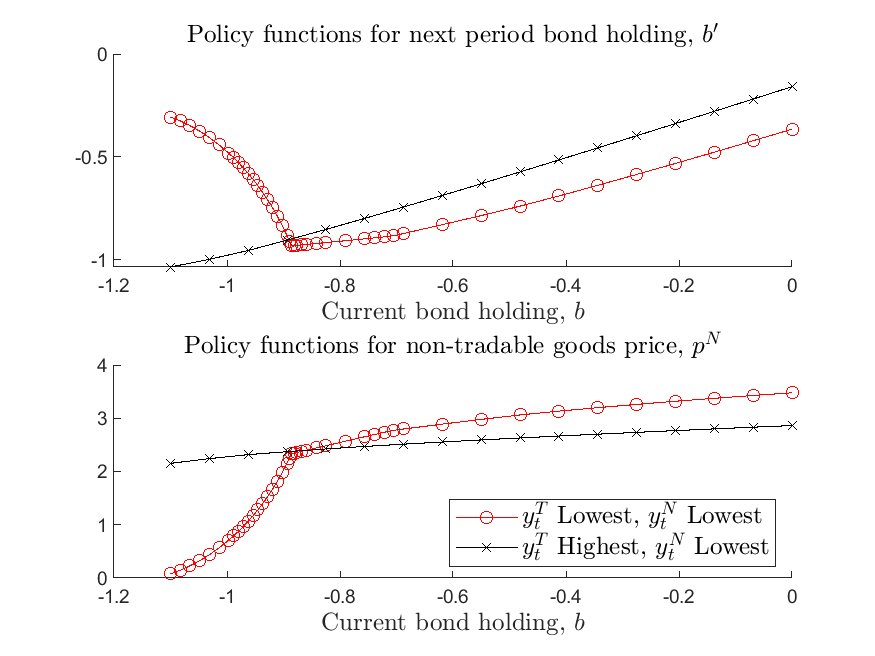 Policy functions for next period bond holding, b′
0
-0.5
-1
-1.2 -1 -0.8 -0.6 -0.4 -0.2 0
Current bond holding, b
Policy functions for non-tradable goods price, p^N
4
3
2
1
0
y_t^T Lowest, y_t^N Lowest
y_t^T Highest, y_t^N Lowest
-1.2 -1 -0.8 -0.6 -0.4 -0.2 0
Current bond holding, b